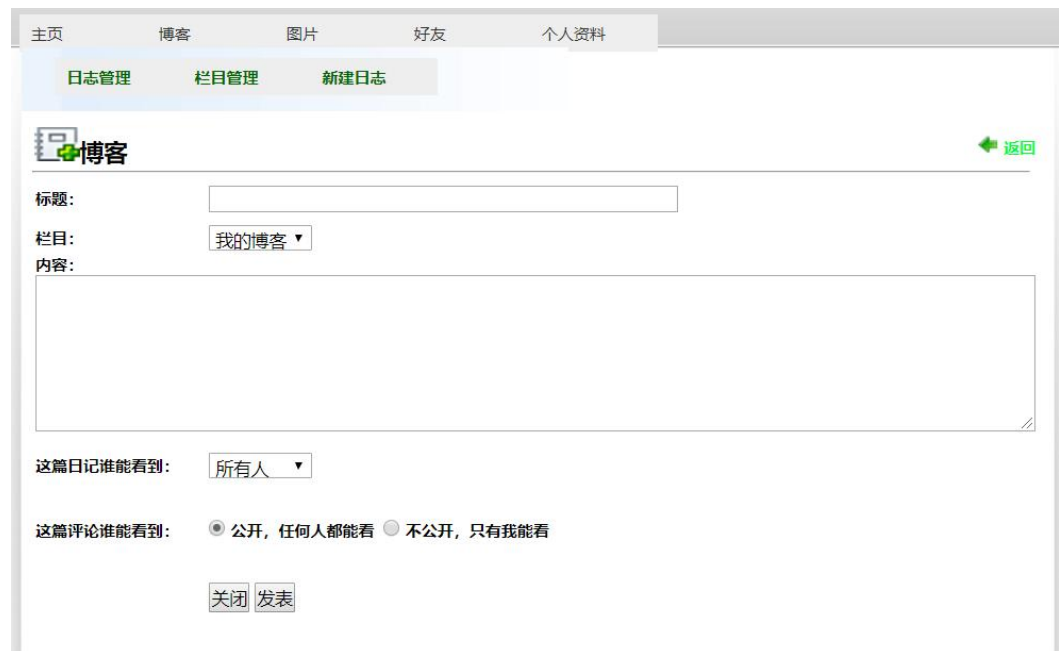 主页 博客 图片 好友 个人资料
日志管理 栏目管理 新建日志
博客 返回
标题：
栏目： 我的博客
内容：
这篇日记谁能看到： 所有人
这篇评论谁能看到： 公开，任何人都能看 不公开，只有我能看
关闭 发表